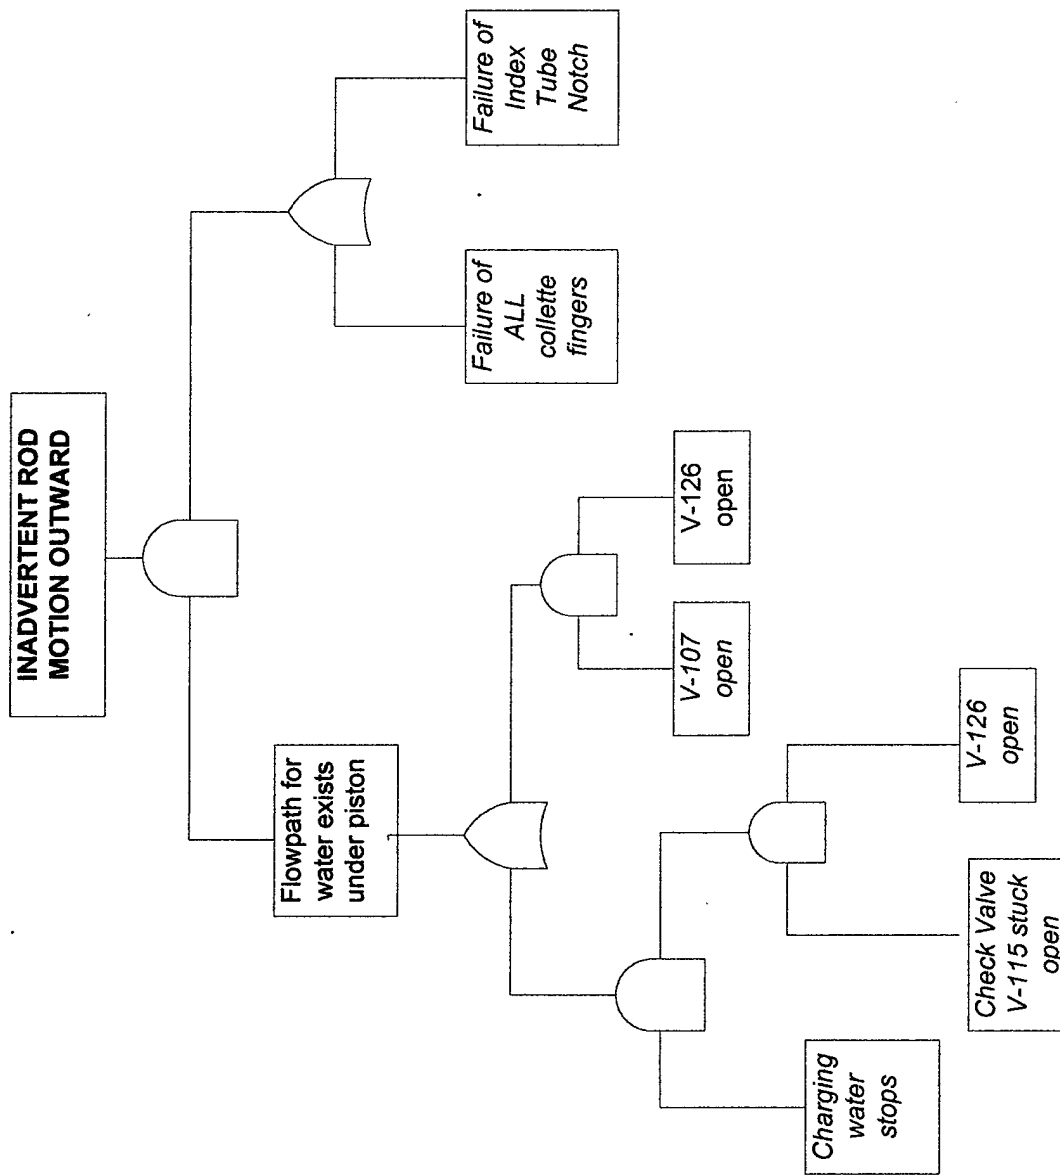 INADVERTENT ROD
MOTION OUTWARD
Flowpath for
water exists
under piston
Failure of
ALL
collette
fingers
Failure of
Index
Tube
Notch
V-107
open
V-126
open
Charging
water
stops
Check Valve
V-115 stuck
open
V-126
open